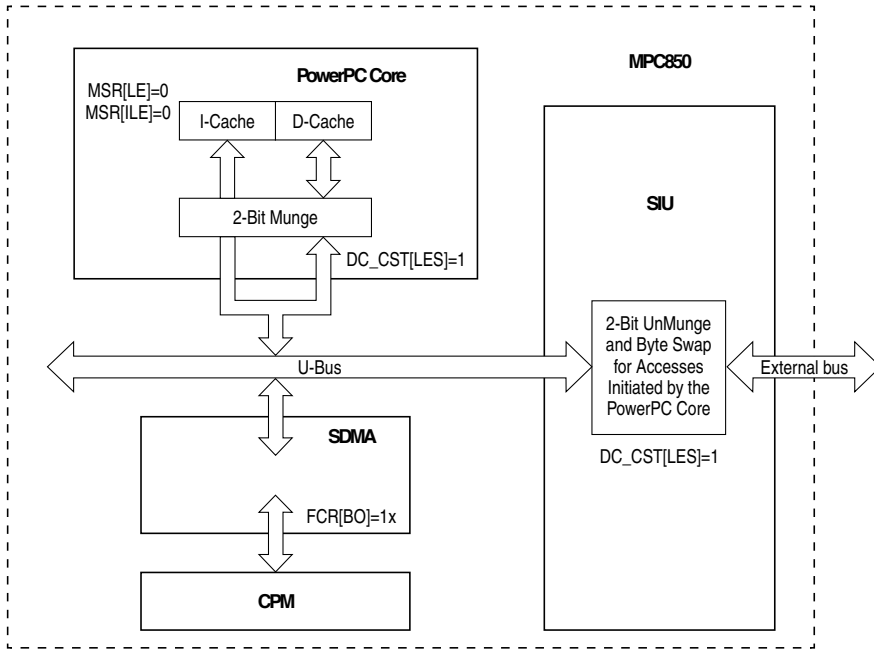 PowerPC Core
MPC850
MSR[LE]=0
MSR[ILE]=0
I-Cache
D-Cache
2-Bit Munge
DC_CST[LES]=1
SIU
2-Bit UnMunge
and Byte Swap
for Accesses
Initiated by the
PowerPC Core
U-Bus
External bus
DC_CST[LES]=1
SDMA
FCR[BO]=1x
CPM